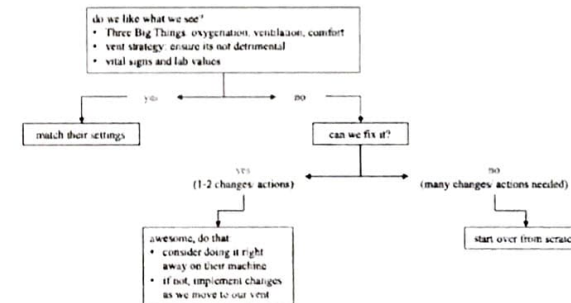 do we like what we see?
• Three Big Things: oxygenation, ventilation, comfort
• vent strategy: ensure its not detrimental
• vital signs and lab values
yes
no
match their settings
can we fix it?
yes
(1-2 changes/actions)
no
(many changes/actions needed)
awesome, do that:
• consider doing it right
away on their machine
• if not, implement changes
as we move to our vent
start over from scratc